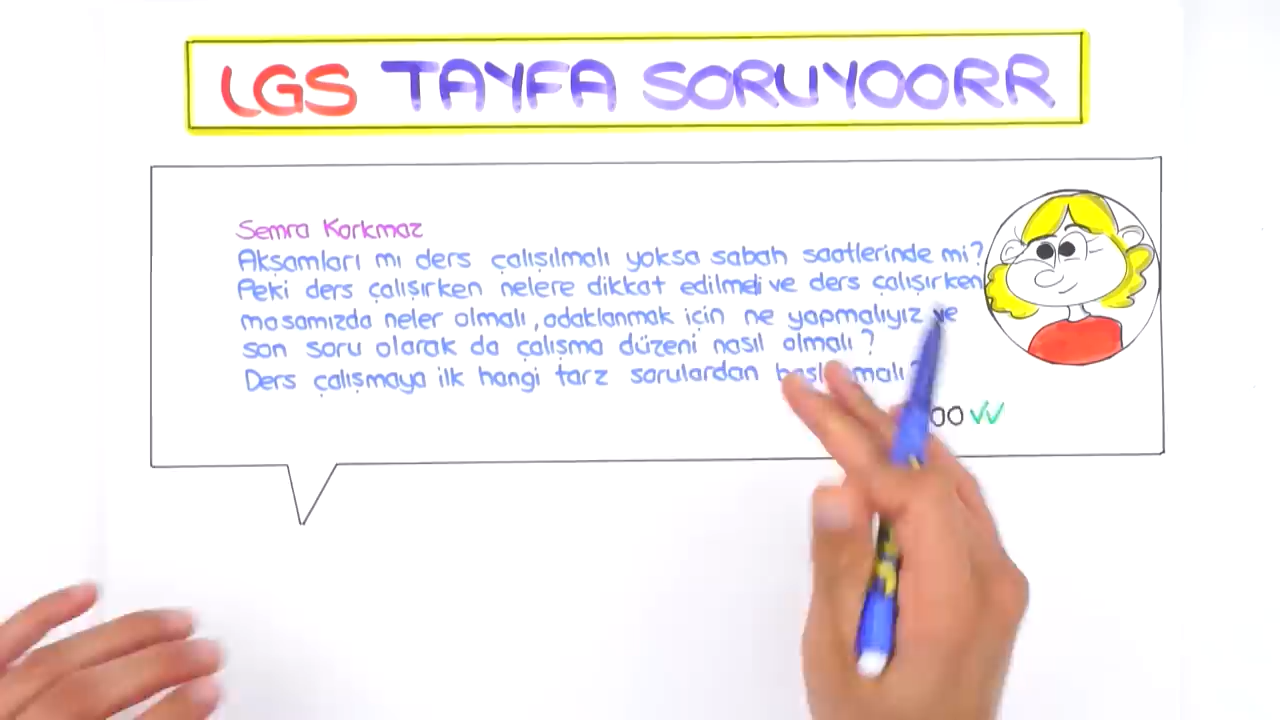 LGS TAYFA SORUYOORR
Semra Korkmaz
Akşamları mı ders çalışılmalı yoksa sabah saatlerinde mi?
Peki ders çalışırken nelere dikkat edilmeli ve ders çalışırken
masamızda neler olmalı, odaklanmak için ne yapmalıyız ve
son soru olarak da çalışma düzeni nasıl olmalı?
Ders çalışmaya ilk hangi tarz sorulardan